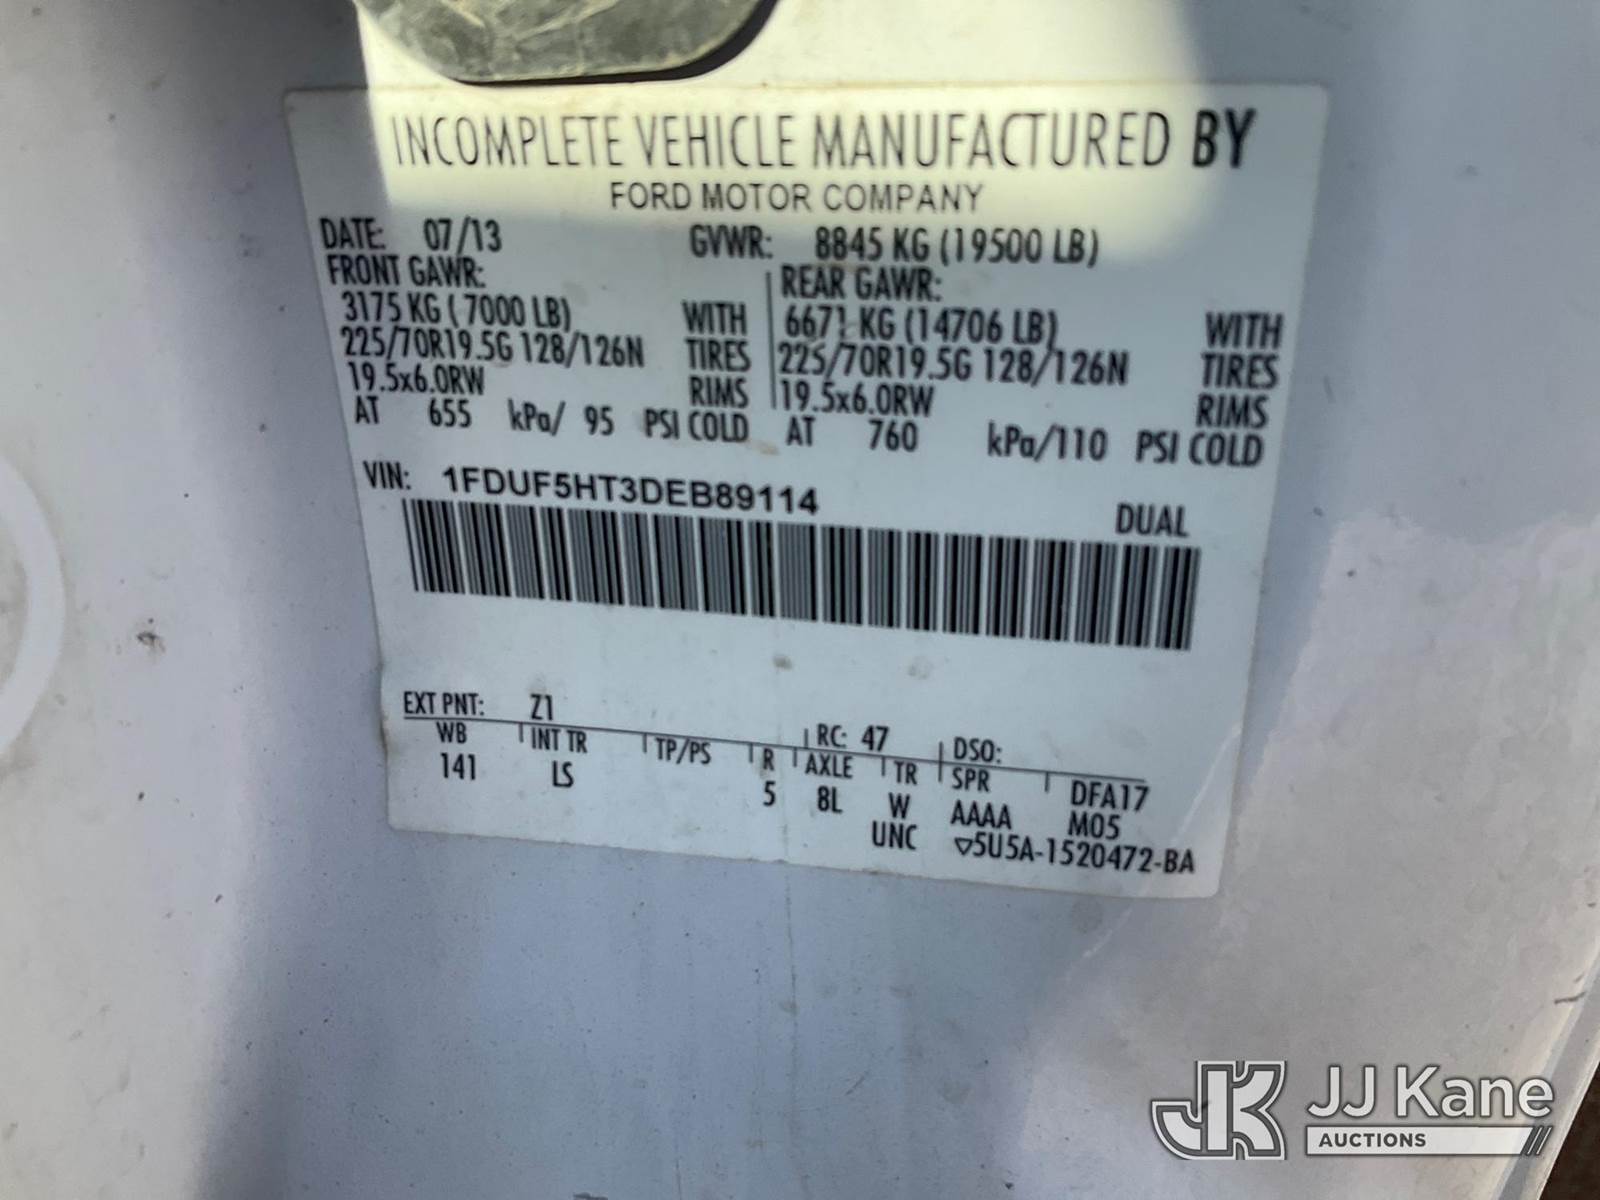 INCOMPLETE VEHICLE MANUFACTURED BY
FORD MOTOR COMPANY
DATE: 07/13 GVWR: 8845 KG (19500 LB)
FRONT GAWR: REAR GAWR:
3175 KG ( 7000 LB) WITH 6671 KG (14706 LB) WITH
225/70R19.5G 128/126N TIRES 225/70R19.5G 128/126N TIRES
19.5x6.0RW RIMS 19.5x6.0RW RIMS
AT 655 kPa/ 95 PSI COLD AT 760 kPa/110 PSI COLD
VIN: 1FDUF5HT3DEB89114
DUAL
EXT PNT: Z1 RC: 47 DSO:
WB INT TR TP/PS R AXLE TR SPR DFA17
141 LS 5 8L W AAAA M05
UNC ▽5U5A-1520472-BA
JK JJ Kane
AUCTIONS